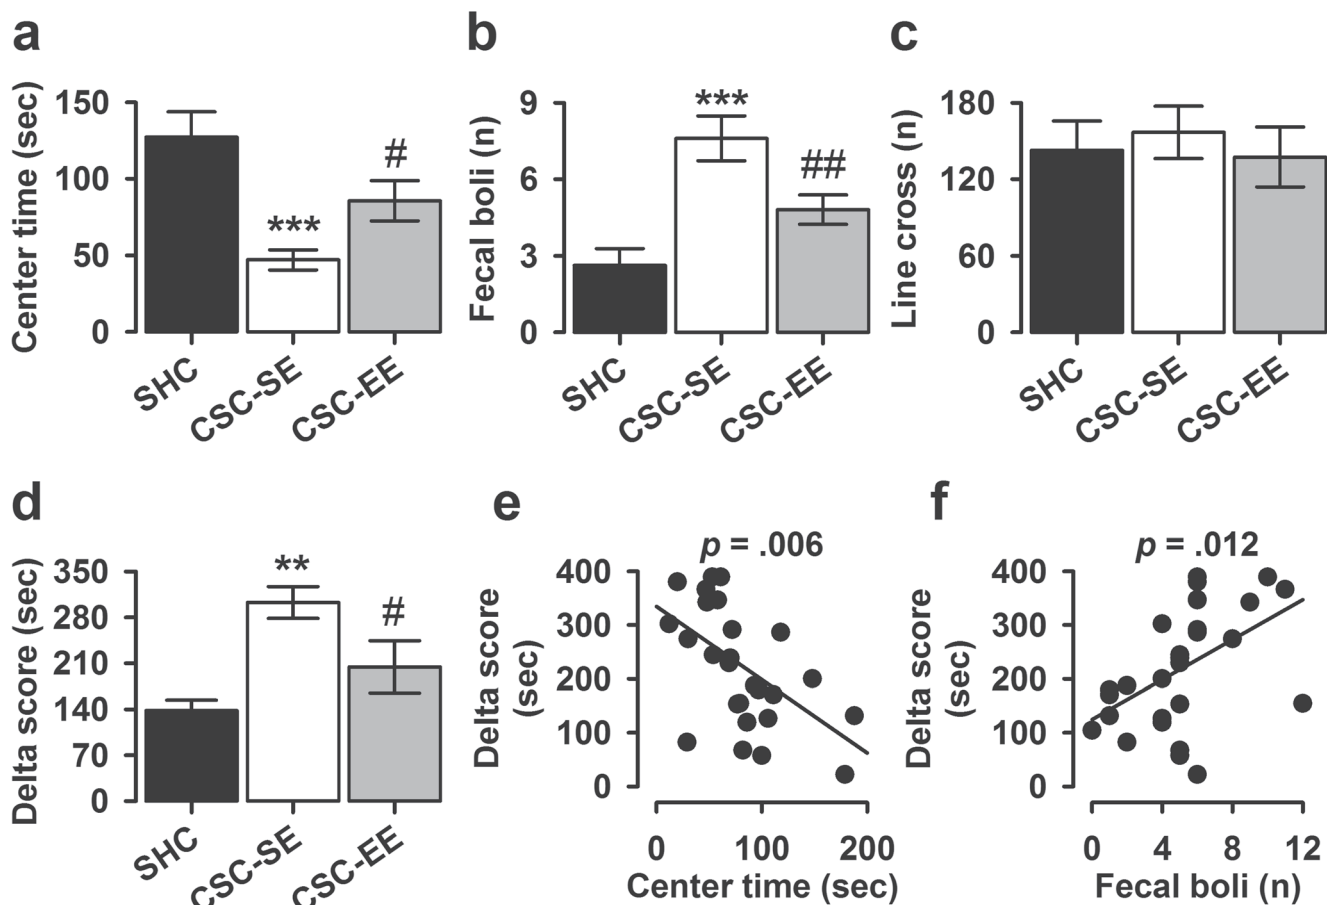 a
Center time (sec)
150
100
50
0
***
#
SHC
CSC-SE
CSC-EE
b
Fecal boli (n)
9
6
3
0
***
##
SHC
CSC-SE
CSC-EE
c
Line cross (n)
180
120
60
0
SHC
CSC-SE
CSC-EE
d
Delta score (sec)
350
280
210
140
70
0
**
#
SHC
CSC-SE
CSC-EE
e
p = .006
Delta score
(sec)
400
300
200
100
0
0 100 200
Center time (sec)
f
p = .012
Delta score
(sec)
400
300
200
100
0
0 4 8 12
Fecal boli (n)